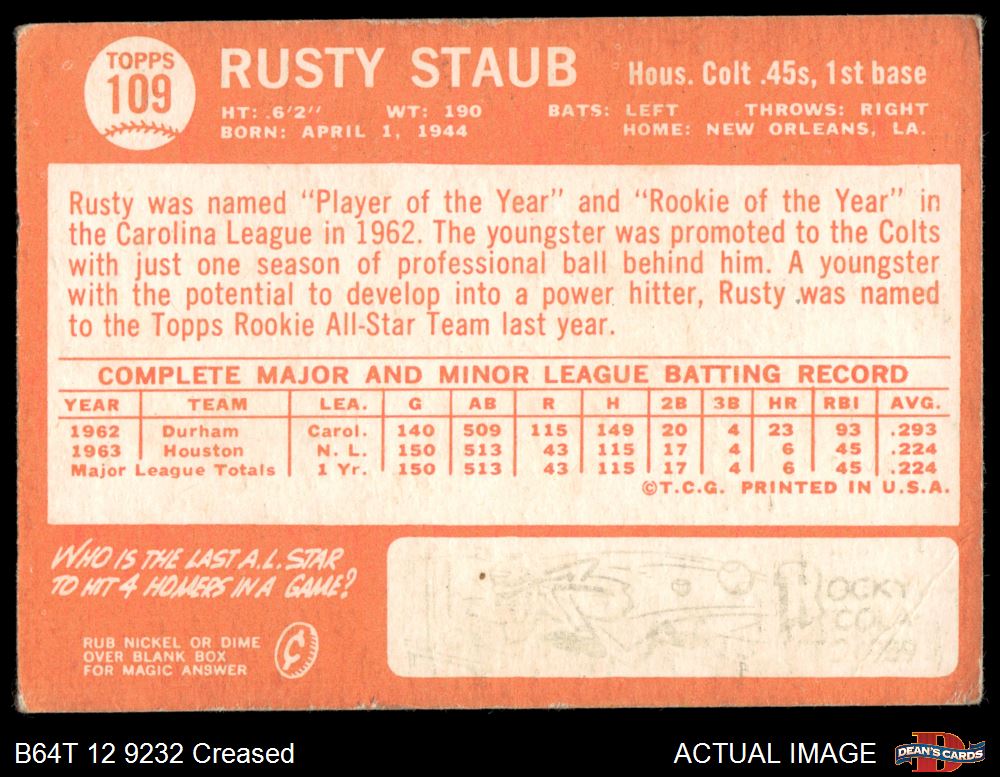 TOPPS
109
RUSTY STAUB
Hous. Colt .45s, 1st base
HT: .6'2" WT: 190 BATS: LEFT THROWS: RIGHT
BORN: APRIL 1, 1944 HOME: NEW ORLEANS, LA.
Rusty was named "Player of the Year" and "Rookie of the Year" in
the Carolina League in 1962. The youngster was promoted to the Colts
with just one season of professional ball behind him. A youngster
with the potential to develop into a power hitter, Rusty was named
to the Topps Rookie All-Star Team last year.
COMPLETE MAJOR AND MINOR LEAGUE BATTING RECORD
YEAR TEAM LEA. G AB R H 2B 3B HR RBI AVG.
1962 Durham Carol. 140 509 115 149 20 4 23 93 .293
1963 Houston N. L. 150 513 43 115 17 4 6 45 .224
Major League Totals 1 Yr. 150 513 43 115 17 4 6 45 .224
©T.C.G. PRINTED IN U.S.A.
WHO IS THE LAST A.L. STAR
TO HIT 4 HOMERS IN A GAME?
RUB NICKEL OR DIME
OVER BLANK BOX
FOR MAGIC ANSWER
¢
OCKY
B64T 12 9232 Creased
ACTUAL IMAGE
DEAN'S CARDS